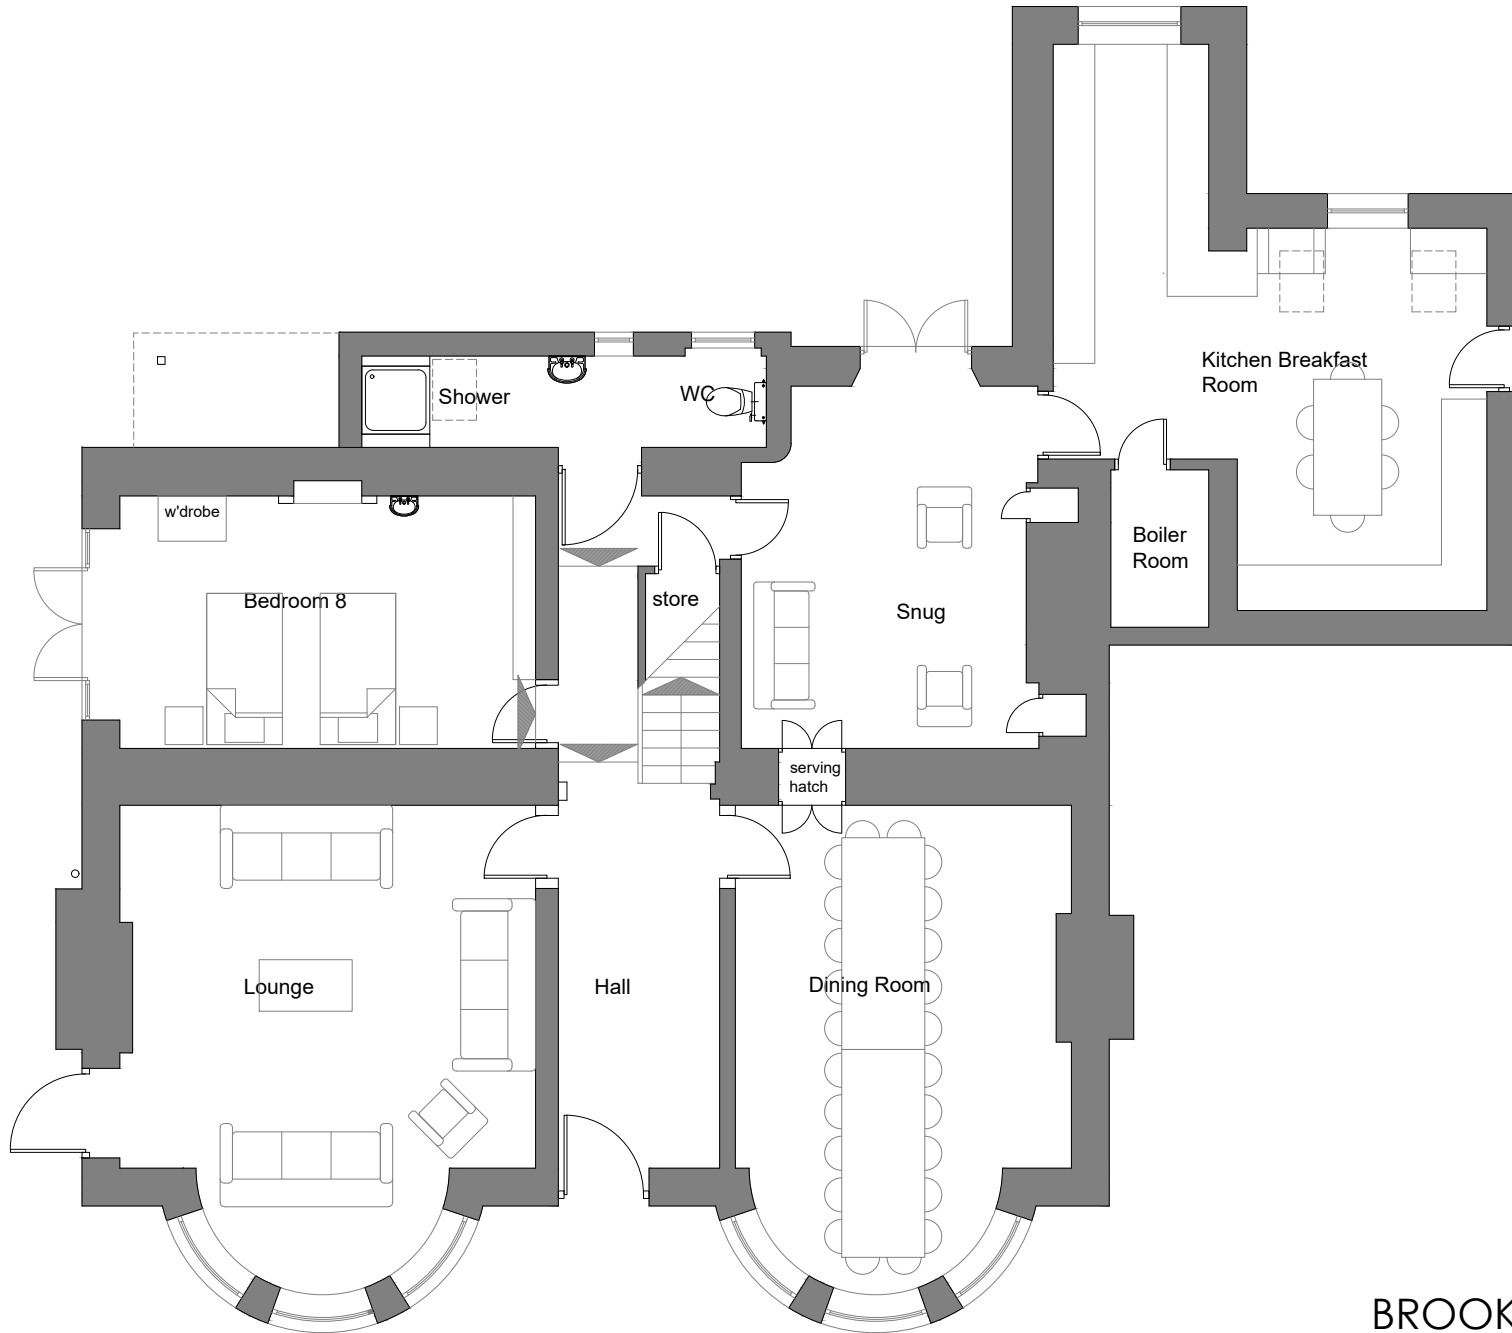 Kitchen Breakfast
Room
Shower
WC
w'drobe
Boiler
Room
Bedroom 8
store
Snug
serving
hatch
Lounge
Hall
Dining Room
BROOK